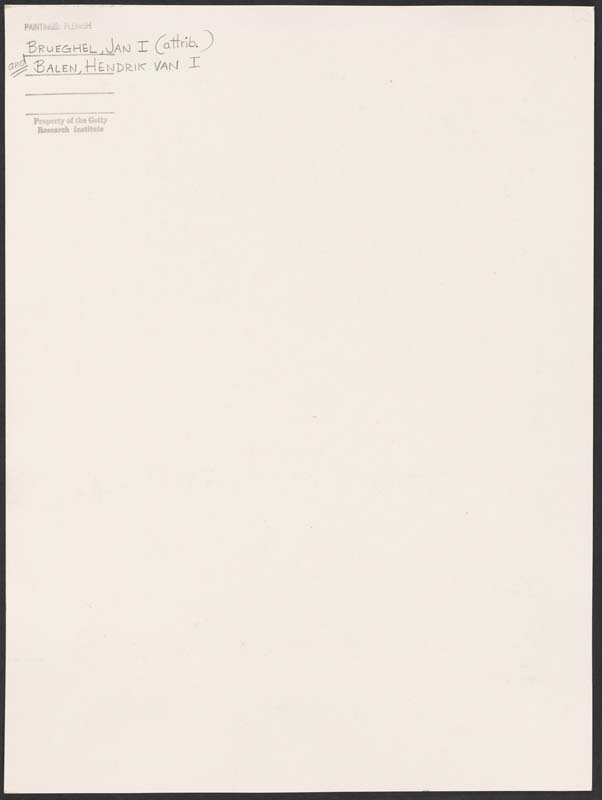 PAINTINGS: FLEMISH
BRUEGHEL, JAN I (attrib.)
and BALEN, HENDRIK VAN I
Property of the Getty
Research Institute